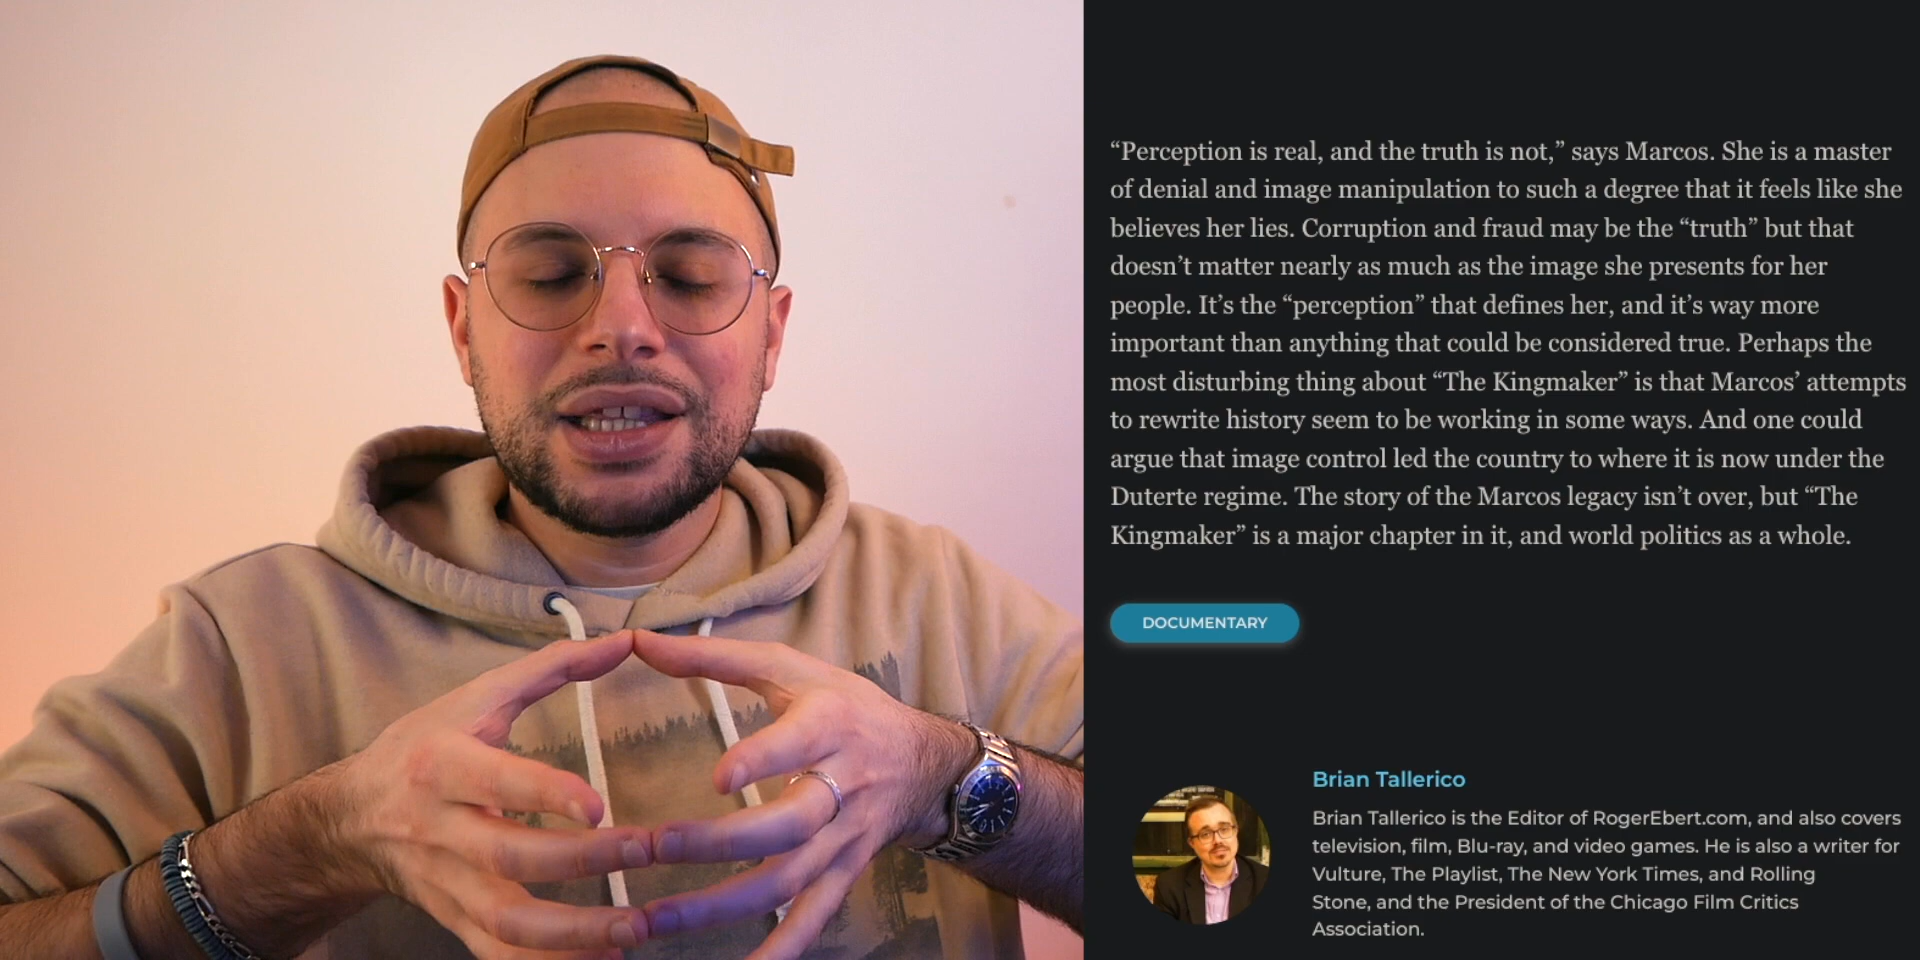 “Perception is real, and the truth is not,” says Marcos. She is a master
of denial and image manipulation to such a degree that it feels like she
believes her lies. Corruption and fraud may be the “truth” but that
doesn’t matter nearly as much as the image she presents for her
people. It’s the “perception” that defines her, and it’s way more
important than anything that could be considered true. Perhaps the
most disturbing thing about “The Kingmaker” is that Marcos’ attempts
to rewrite history seem to be working in some ways. And one could
argue that image control led the country to where it is now under the
Duterte regime. The story of the Marcos legacy isn’t over, but “The
Kingmaker” is a major chapter in it, and world politics as a whole.
DOCUMENTARY
Brian Tallerico
Brian Tallerico is the Editor of RogerEbert.com, and also covers
television, film, Blu-ray, and video games. He is also a writer for
Vulture, The Playlist, The New York Times, and Rolling
Stone, and the President of the Chicago Film Critics
Association.